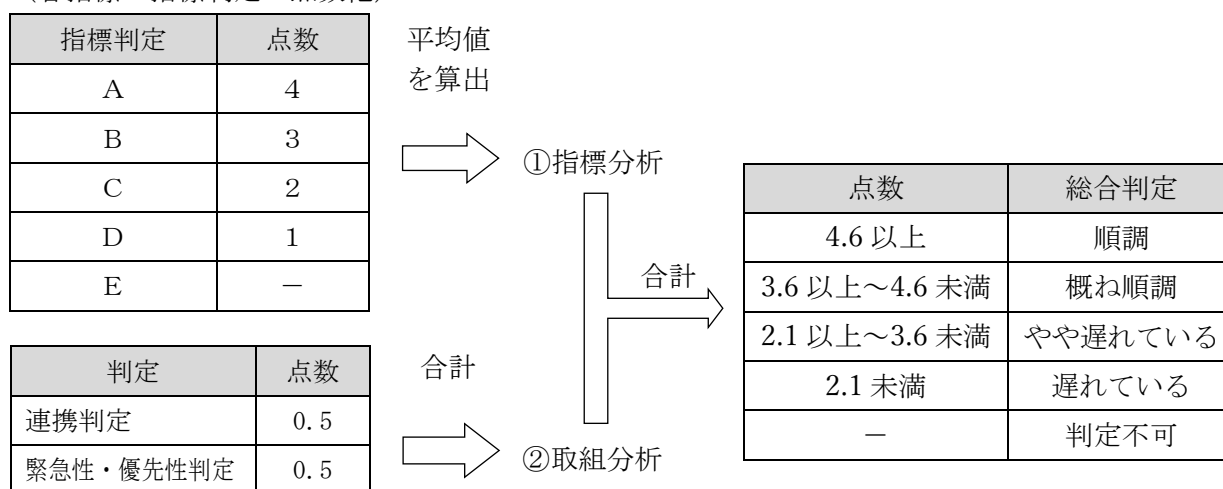 指標判定 点数
A 4
B 3
C 2
D 1
E －
平均値
を算出
①指標分析
判定 点数
連携判定 0.5
緊急性・優先性判定 0.5
合計
②取組分析
合計
点数 総合判定
4.6 以上 順調
3.6 以上～4.6 未満 概ね順調
2.1 以上～3.6 未満 やや遅れている
2.1 未満 遅れている
－ 判定不可